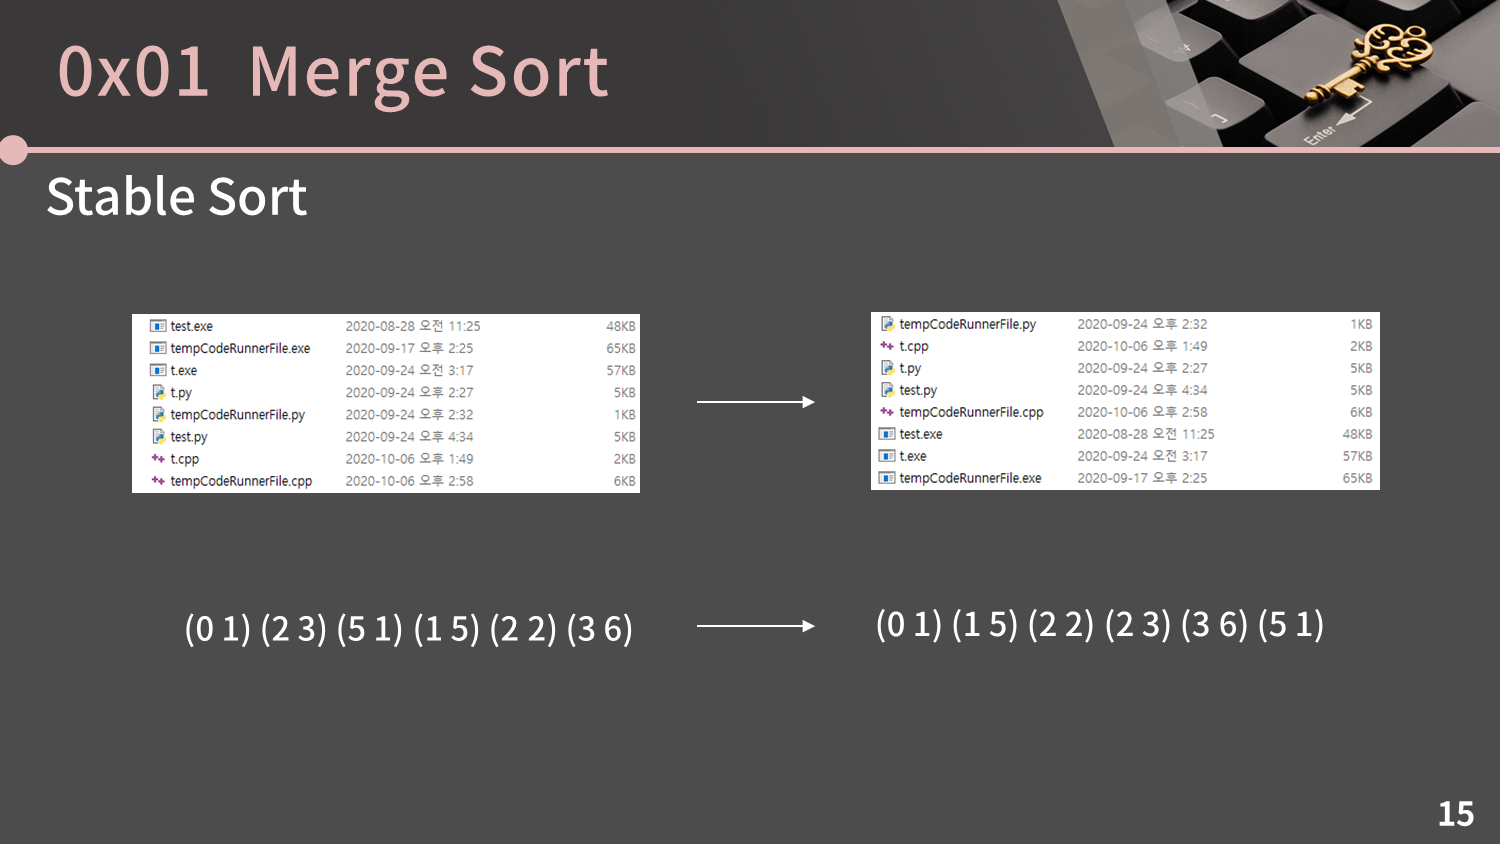 0x01 Merge Sort
Enter
Stable Sort
test.exe 2020-08-28 오전 11:25 48KB
tempCodeRunnerFile.exe 2020-09-17 오후 2:25 65KB
t.exe 2020-09-24 오전 3:17 57KB
t.py 2020-09-24 오후 2:27 5KB
tempCodeRunnerFile.py 2020-09-24 오후 2:32 1KB
test.py 2020-09-24 오후 4:34 5KB
t.cpp 2020-10-06 오후 1:49 2KB
tempCodeRunnerFile.cpp 2020-10-06 오후 2:58 6KB
tempCodeRunnerFile.py 2020-09-24 오후 2:32 1KB
t.cpp 2020-10-06 오후 1:49 2KB
t.py 2020-09-24 오후 2:27 5KB
test.py 2020-09-24 오후 4:34 5KB
tempCodeRunnerFile.cpp 2020-10-06 오후 2:58 6KB
test.exe 2020-08-28 오전 11:25 48KB
t.exe 2020-09-24 오전 3:17 57KB
tempCodeRunnerFile.exe 2020-09-17 오후 2:25 65KB
(0 1) (2 3) (5 1) (1 5) (2 2) (3 6)
(0 1) (1 5) (2 2) (2 3) (3 6) (5 1)
15